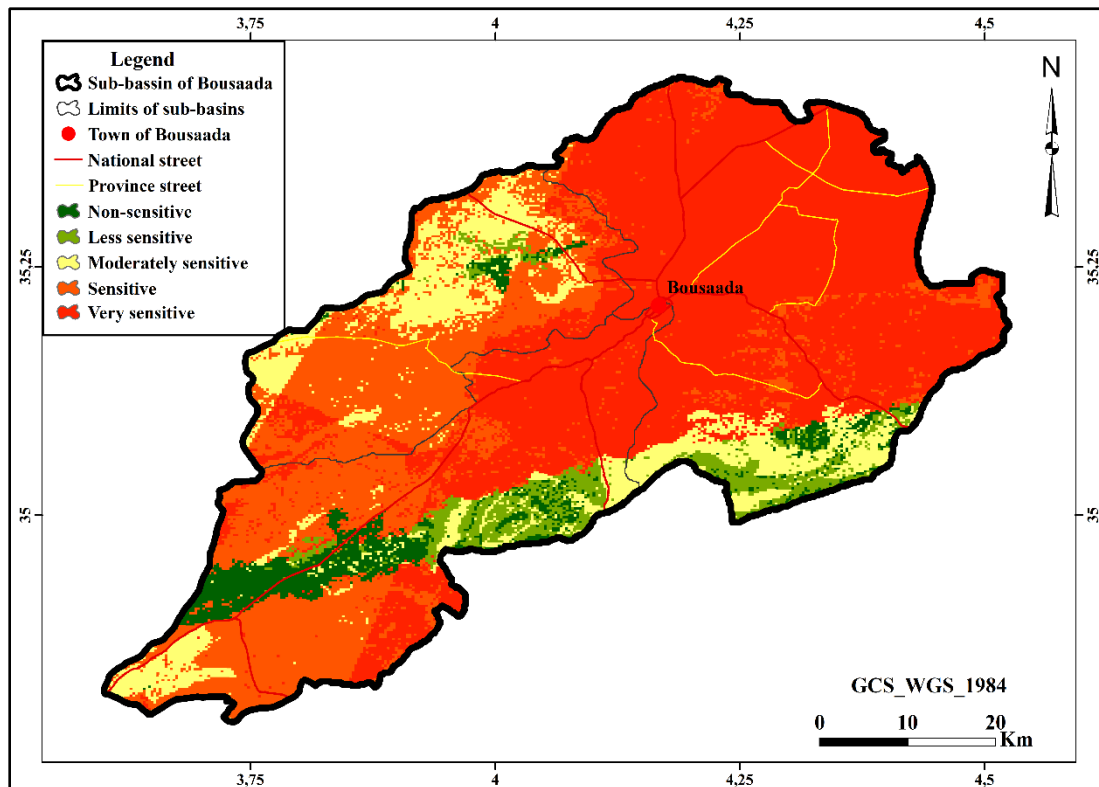 3,75 4 4,25 4,5
Legend
Sub-bassin of Bousaada
Limits of sub-basins
Town of Bousaada
National street
Province street
Non-sensitive
Less sensitive
Moderately sensitive
Sensitive
Very sensitive
N
35,25 35,25
Bousaada
35 35
GCS_WGS_1984
0 10 20
Km
3,75 4 4,25 4,5